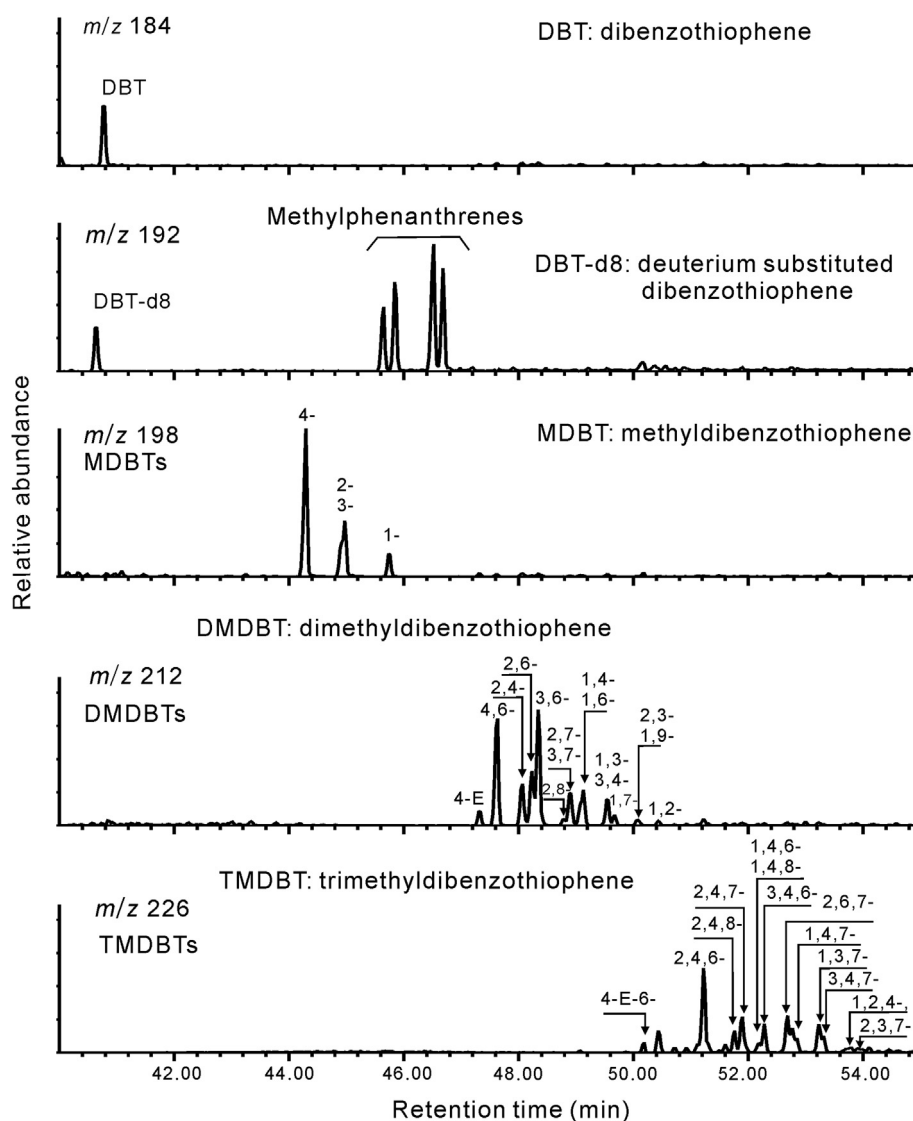 m/z 184
DBT: dibenzothiophene
DBT
Methylphenanthrenes
m/z 192
DBT-d8: deuterium substituted
dibenzothiophene
DBT-d8
4-
m/z 198
MDBTs
MDBT: methyldibenzothiophene
2-
3-
1-
Relative abundance
DMDBT: dimethyldibenzothiophene
m/z 212
DMDBTs
2,6-
2,4-
4,6-
3,6-
1,4-
1,6-
2,7-
3,7-
2,3-
1,9-
1,3-
3,4-
2,8-
1,7-
4-E
1,2-
TMDBT: trimethyldibenzothiophene
m/z 226
TMDBTs
1,4,6-
1,4,8-
2,4,7-
3,4,6-
2,6,7-
2,4,8-
1,4,7-
2,4,6-
1,3,7-
3,4,7-
4-E-6-
1,2,4-,
2,3,7-
42.00 44.00 46.00 48.00 50.00 52.00 54.00
Retention time (min)